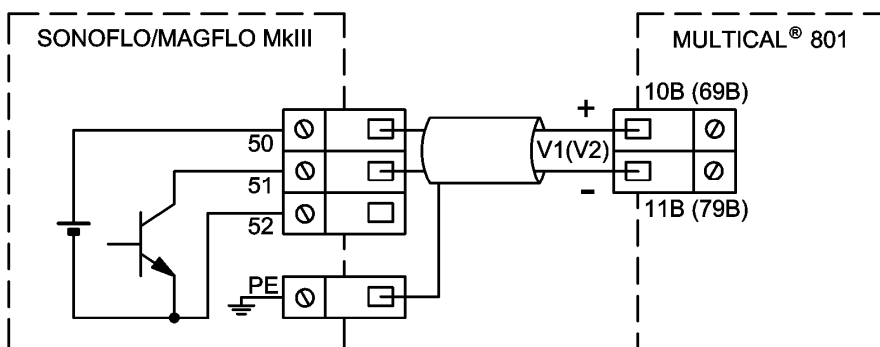 SONOFLO/MAGFLO MkIII
MULTICAL® 801
10B (69B)
+
50
V1(V2)
51
-
11B (79B)
52
PE